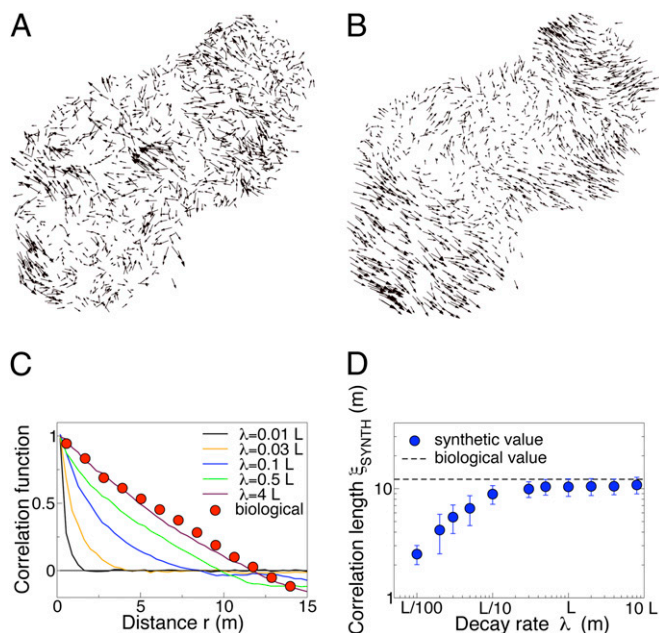 A
B
C
Correlation function
1
0.5
0
λ=0.01 L
λ=0.03 L
λ=0.1 L
λ=0.5 L
λ=4 L
biological
0
5
10
15
Distance r (m)
D
Correlation length ξSYNTH (m)
10
1
synthetic value
biological value
L/100
L/10
L
10 L
Decay rate λ (m)